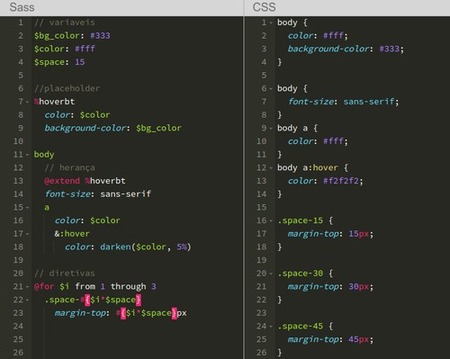 Sass
1 // variaveis
2 $bg_color: #333
3 $color: #fff
4 $space: 15
5
6 //placeholder
7 %hoverbt
8 color: $color
9 background-color: $bg_color
10
11 body
12 // herança
13 @extend %hoverbt
14 font-size: sans-serif
15 a
16 color: $color
17 &:hover
18 color: darken($color, 5%)
19
20 // diretivas
21 @for $i from 1 through 3
22 .space-#{$i*$space}
23 margin-top: #{$i*$space}px
24
25
26
CSS
1 body {
2 color: #fff;
3 background-color: #333;
4 }
5
6 body {
7 font-size: sans-serif;
8 }
9 body a {
10 color: #fff;
11 }
12 body a:hover {
13 color: #f2f2f2;
14 }
15
16 .space-15 {
17 margin-top: 15px;
18 }
19
20 .space-30 {
21 margin-top: 30px;
22 }
23
24 .space-45 {
25 margin-top: 45px;
26 }